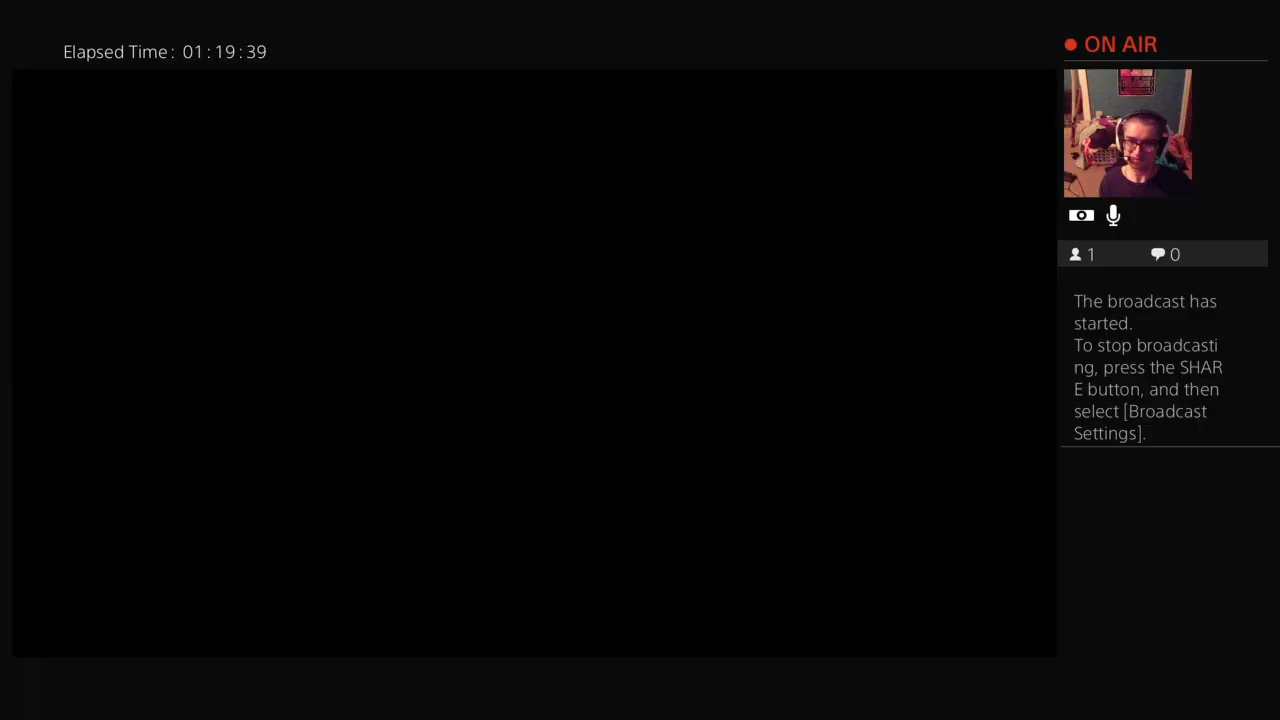 Elapsed Time: 01:19:39
ON AIR
1 0
The broadcast has
started.
To stop broadcasti
ng, press the SHAR
E button, and then
select [Broadcast
Settings].